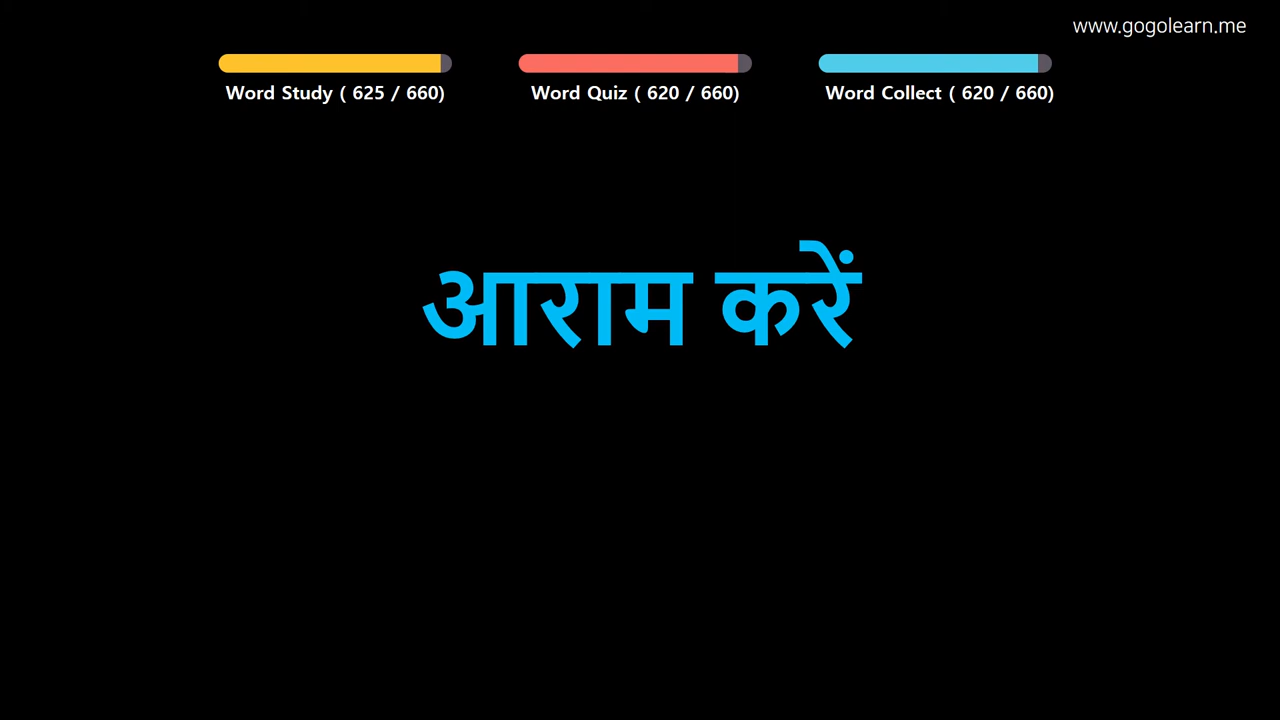 www.gogolearn.me
Word Study ( 625 / 660)
Word Quiz ( 620 / 660)
Word Collect ( 620 / 660)
आराम करें